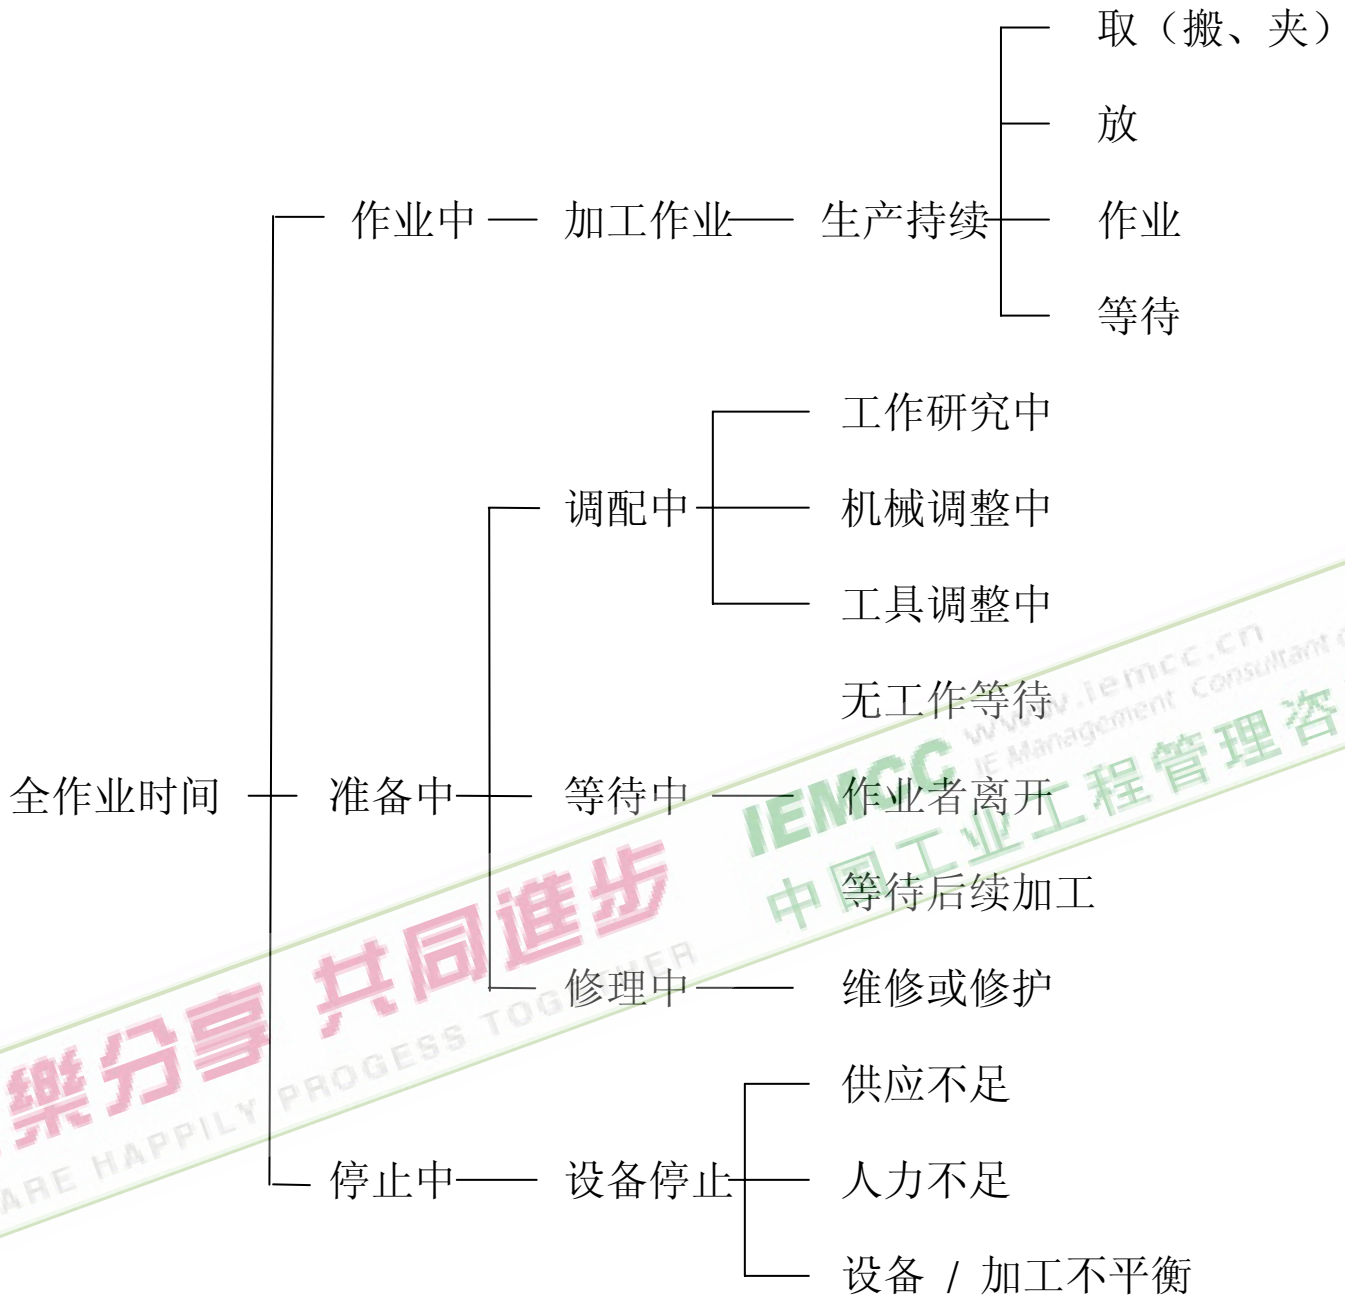 取（搬、夹）
放
作业中 加工作业 生产持续 作业
等待
工作研究中
调配中 机械调整中
工具调整中
无工作等待
全作业时间 准备中 等待中 作业者离开
等待后续加工
修理中 维修或修护
供应不足
停止中 设备停止 人力不足
设备 / 加工不平衡
樂分享 共同進步
ARE HAPPILY PROGESS TOGETHER
IEMCC www.iemcc.cn
IE Management Consultant
中国工业工程管理咨